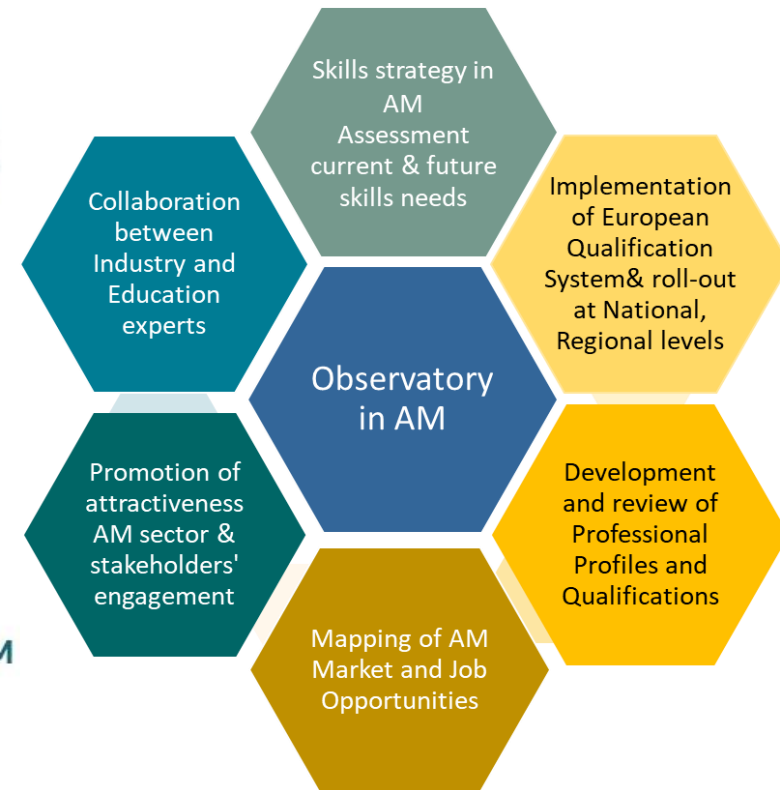 Skills strategy in
AM
Assessment
current & future
skills needs
Collaboration
between
Industry and
Education
experts
Implementation
of European
Qualification
System& roll-out
at National,
Regional levels
Observatory
in AM
Promotion of
attractiveness
AM sector &
stakeholders'
engagement
Development
and review of
Professional
Profiles and
Qualifications
Mapping of AM
Market and Job
Opportunities